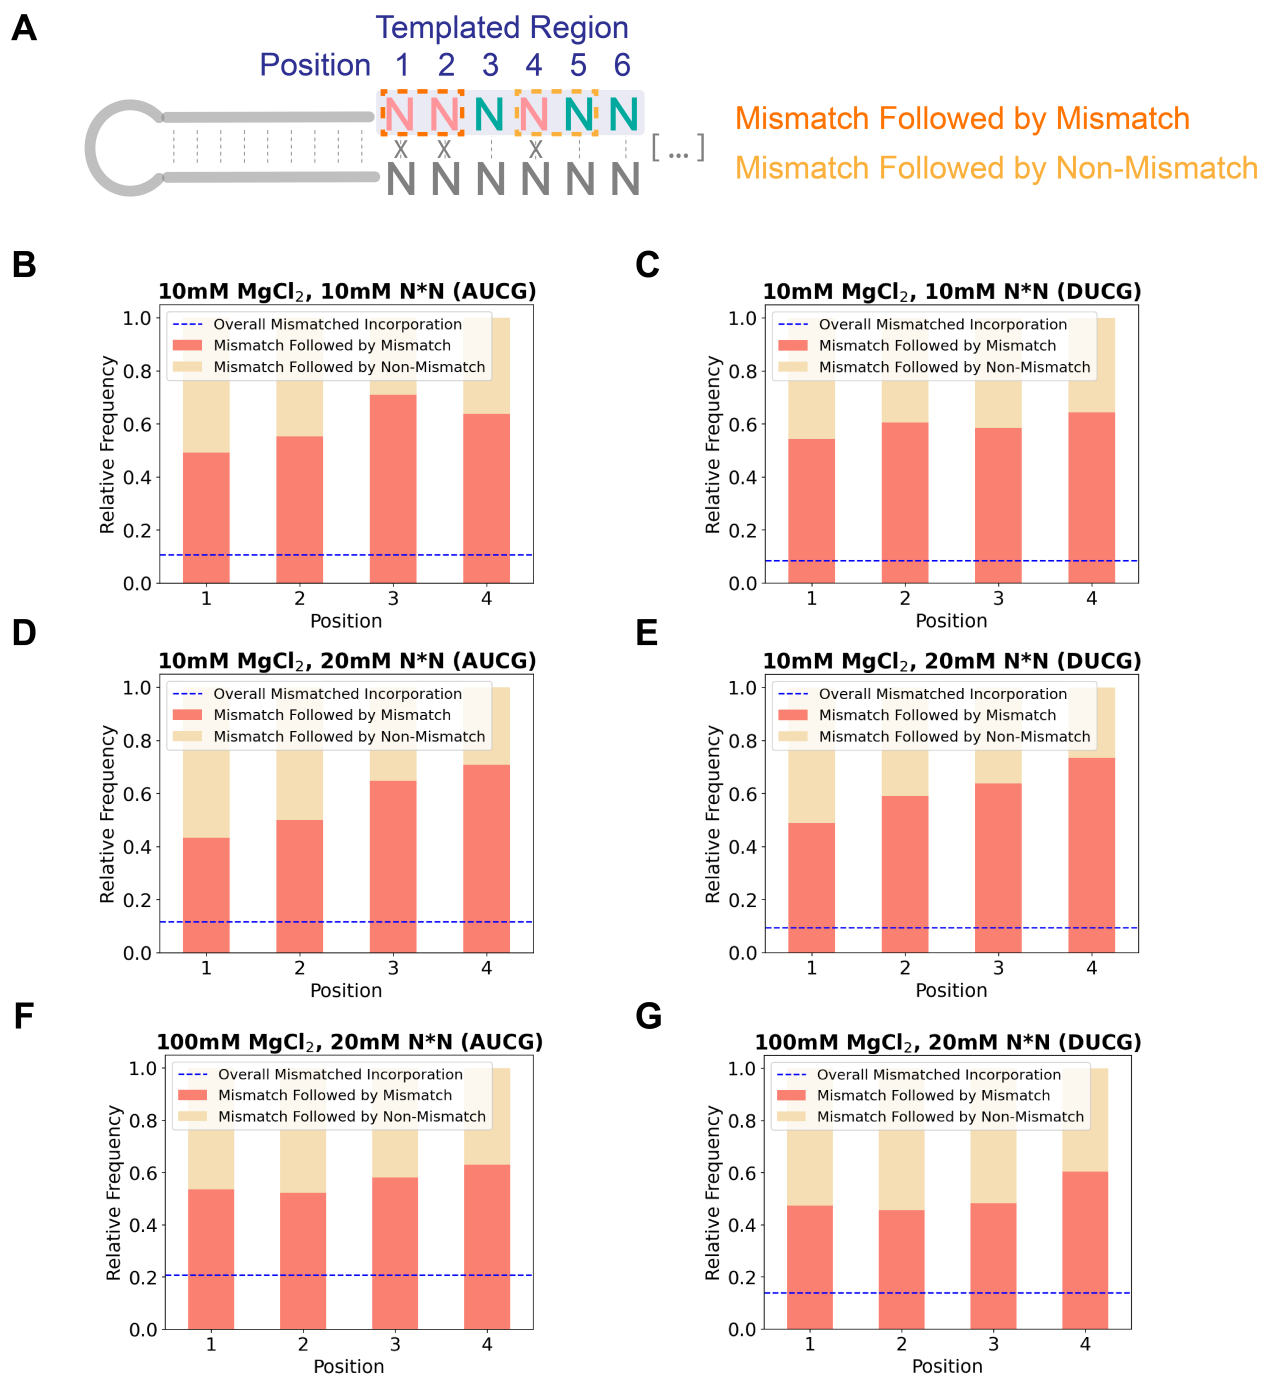 A
Templated Region
Position 1 2 3 4 5 6
N N N N N N
X X X
[ ... ]
N N N N N N
Mismatch Followed by Mismatch
Mismatch Followed by Non-Mismatch
B
10mM MgCl₂, 10mM N*N (AUCG)
Overall Mismatched Incorporation
Mismatch Followed by Mismatch
Mismatch Followed by Non-Mismatch
Relative Frequency
1.0
0.8
0.6
0.4
0.2
0.0
1 2 3 4
Position
C
10mM MgCl₂, 10mM N*N (DUCG)
Overall Mismatched Incorporation
Mismatch Followed by Mismatch
Mismatch Followed by Non-Mismatch
Relative Frequency
1.0
0.8
0.6
0.4
0.2
0.0
1 2 3 4
Position
D
10mM MgCl₂, 20mM N*N (AUCG)
Overall Mismatched Incorporation
Mismatch Followed by Mismatch
Mismatch Followed by Non-Mismatch
Relative Frequency
1.0
0.8
0.6
0.4
0.2
0.0
1 2 3 4
Position
E
10mM MgCl₂, 20mM N*N (DUCG)
Overall Mismatched Incorporation
Mismatch Followed by Mismatch
Mismatch Followed by Non-Mismatch
Relative Frequency
1.0
0.8
0.6
0.4
0.2
0.0
1 2 3 4
Position
F
100mM MgCl₂, 20mM N*N (AUCG)
Overall Mismatched Incorporation
Mismatch Followed by Mismatch
Mismatch Followed by Non-Mismatch
Relative Frequency
1.0
0.8
0.6
0.4
0.2
0.0
1 2 3 4
Position
G
100mM MgCl₂, 20mM N*N (DUCG)
Overall Mismatched Incorporation
Mismatch Followed by Mismatch
Mismatch Followed by Non-Mismatch
Relative Frequency
1.0
0.8
0.6
0.4
0.2
0.0
1 2 3 4
Position